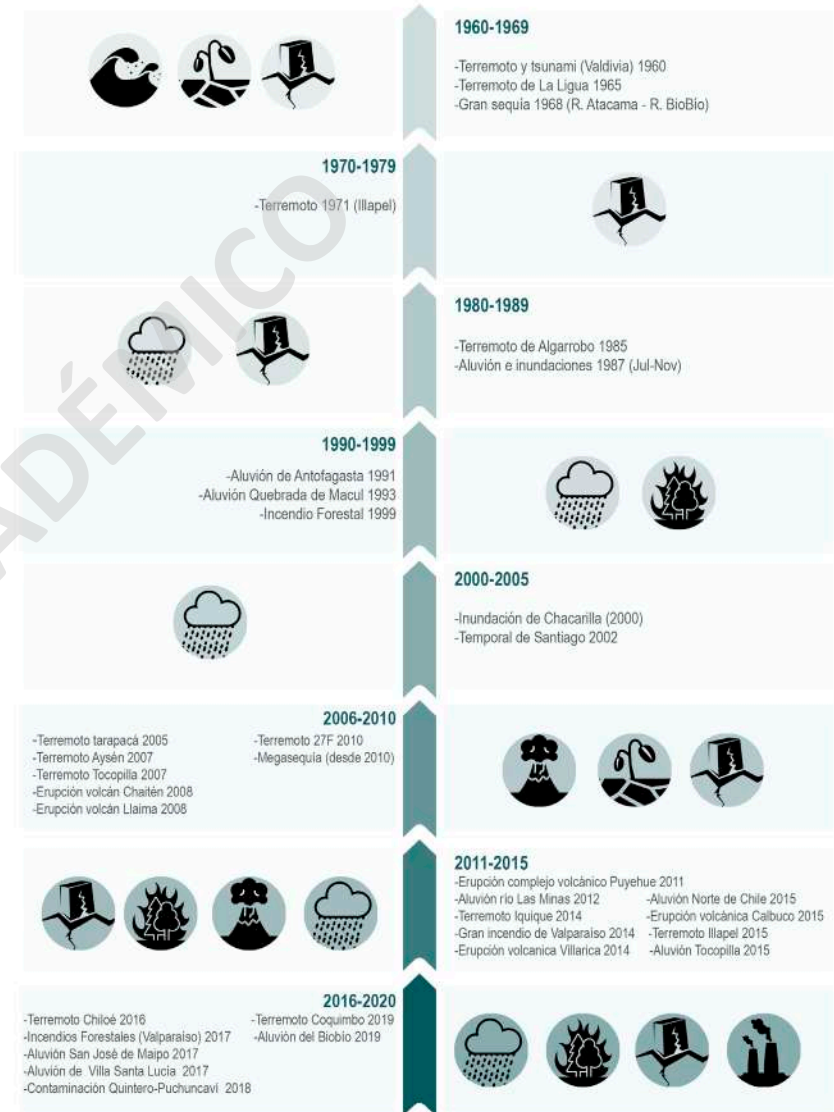 1960-1969
-Terremoto y tsunami (Valdivia) 1960
-Terremoto de La Ligua 1965
-Gran sequía 1968 (R. Atacama - R. BioBío)
1970-1979
-Terremoto 1971 (Illapel)
1980-1989
-Terremoto de Algarrobo 1985
-Aluvión e inundaciones 1987 (Jul-Nov)
1990-1999
-Aluvión de Antofagasta 1991
-Aluvión Quebrada de Macul 1993
-Incendio Forestal 1999
2000-2005
-Inundación de Chacarilla (2000)
-Temporal de Santiago 2002
2006-2010
-Terremoto tarapacá 2005
-Terremoto Aysén 2007
-Terremoto Tocopilla 2007
-Erupción volcán Chaitén 2008
-Erupción volcán Llaima 2008
-Terremoto 27F 2010
-Megasequía (desde 2010)
2011-2015
-Erupción complejo volcánico Puyehue 2011
-Aluvión río Las Minas 2012
-Terremoto Iquique 2014
-Gran incendio de Valparaíso 2014
-Erupción volcanica Villarica 2014
-Aluvión Norte de Chile 2015
-Erupción volcánica Calbuco 2015
-Terremoto Illapel 2015
-Aluvión Tocopilla 2015
2016-2020
-Terremoto Chiloé 2016
-Incendios Forestales (Valparaíso) 2017
-Aluvión San José de Maipo 2017
-Aluvión de Villa Santa Lucía 2017
-Contaminación Quintero-Puchuncaví 2018
-Terremoto Coquimbo 2019
-Aluvión del Biobío 2019
ADÉMICO